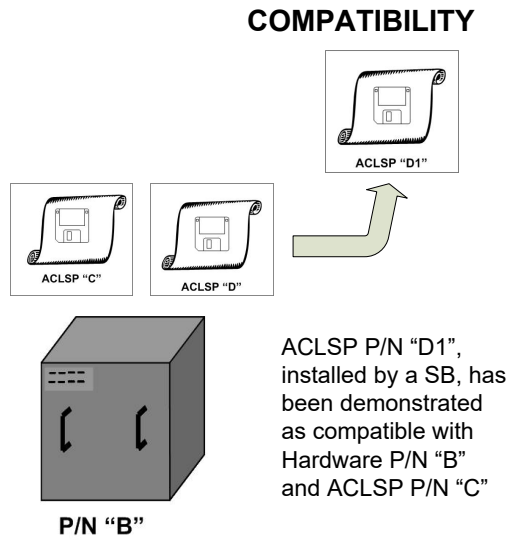 COMPATIBILITY
ACLSP “D1”
ACLSP “C”
ACLSP “D”
ACLSP P/N “D1”,
installed by a SB, has
been demonstrated
as compatible with
Hardware P/N “B”
and ACLSP P/N “C”
P/N “B”